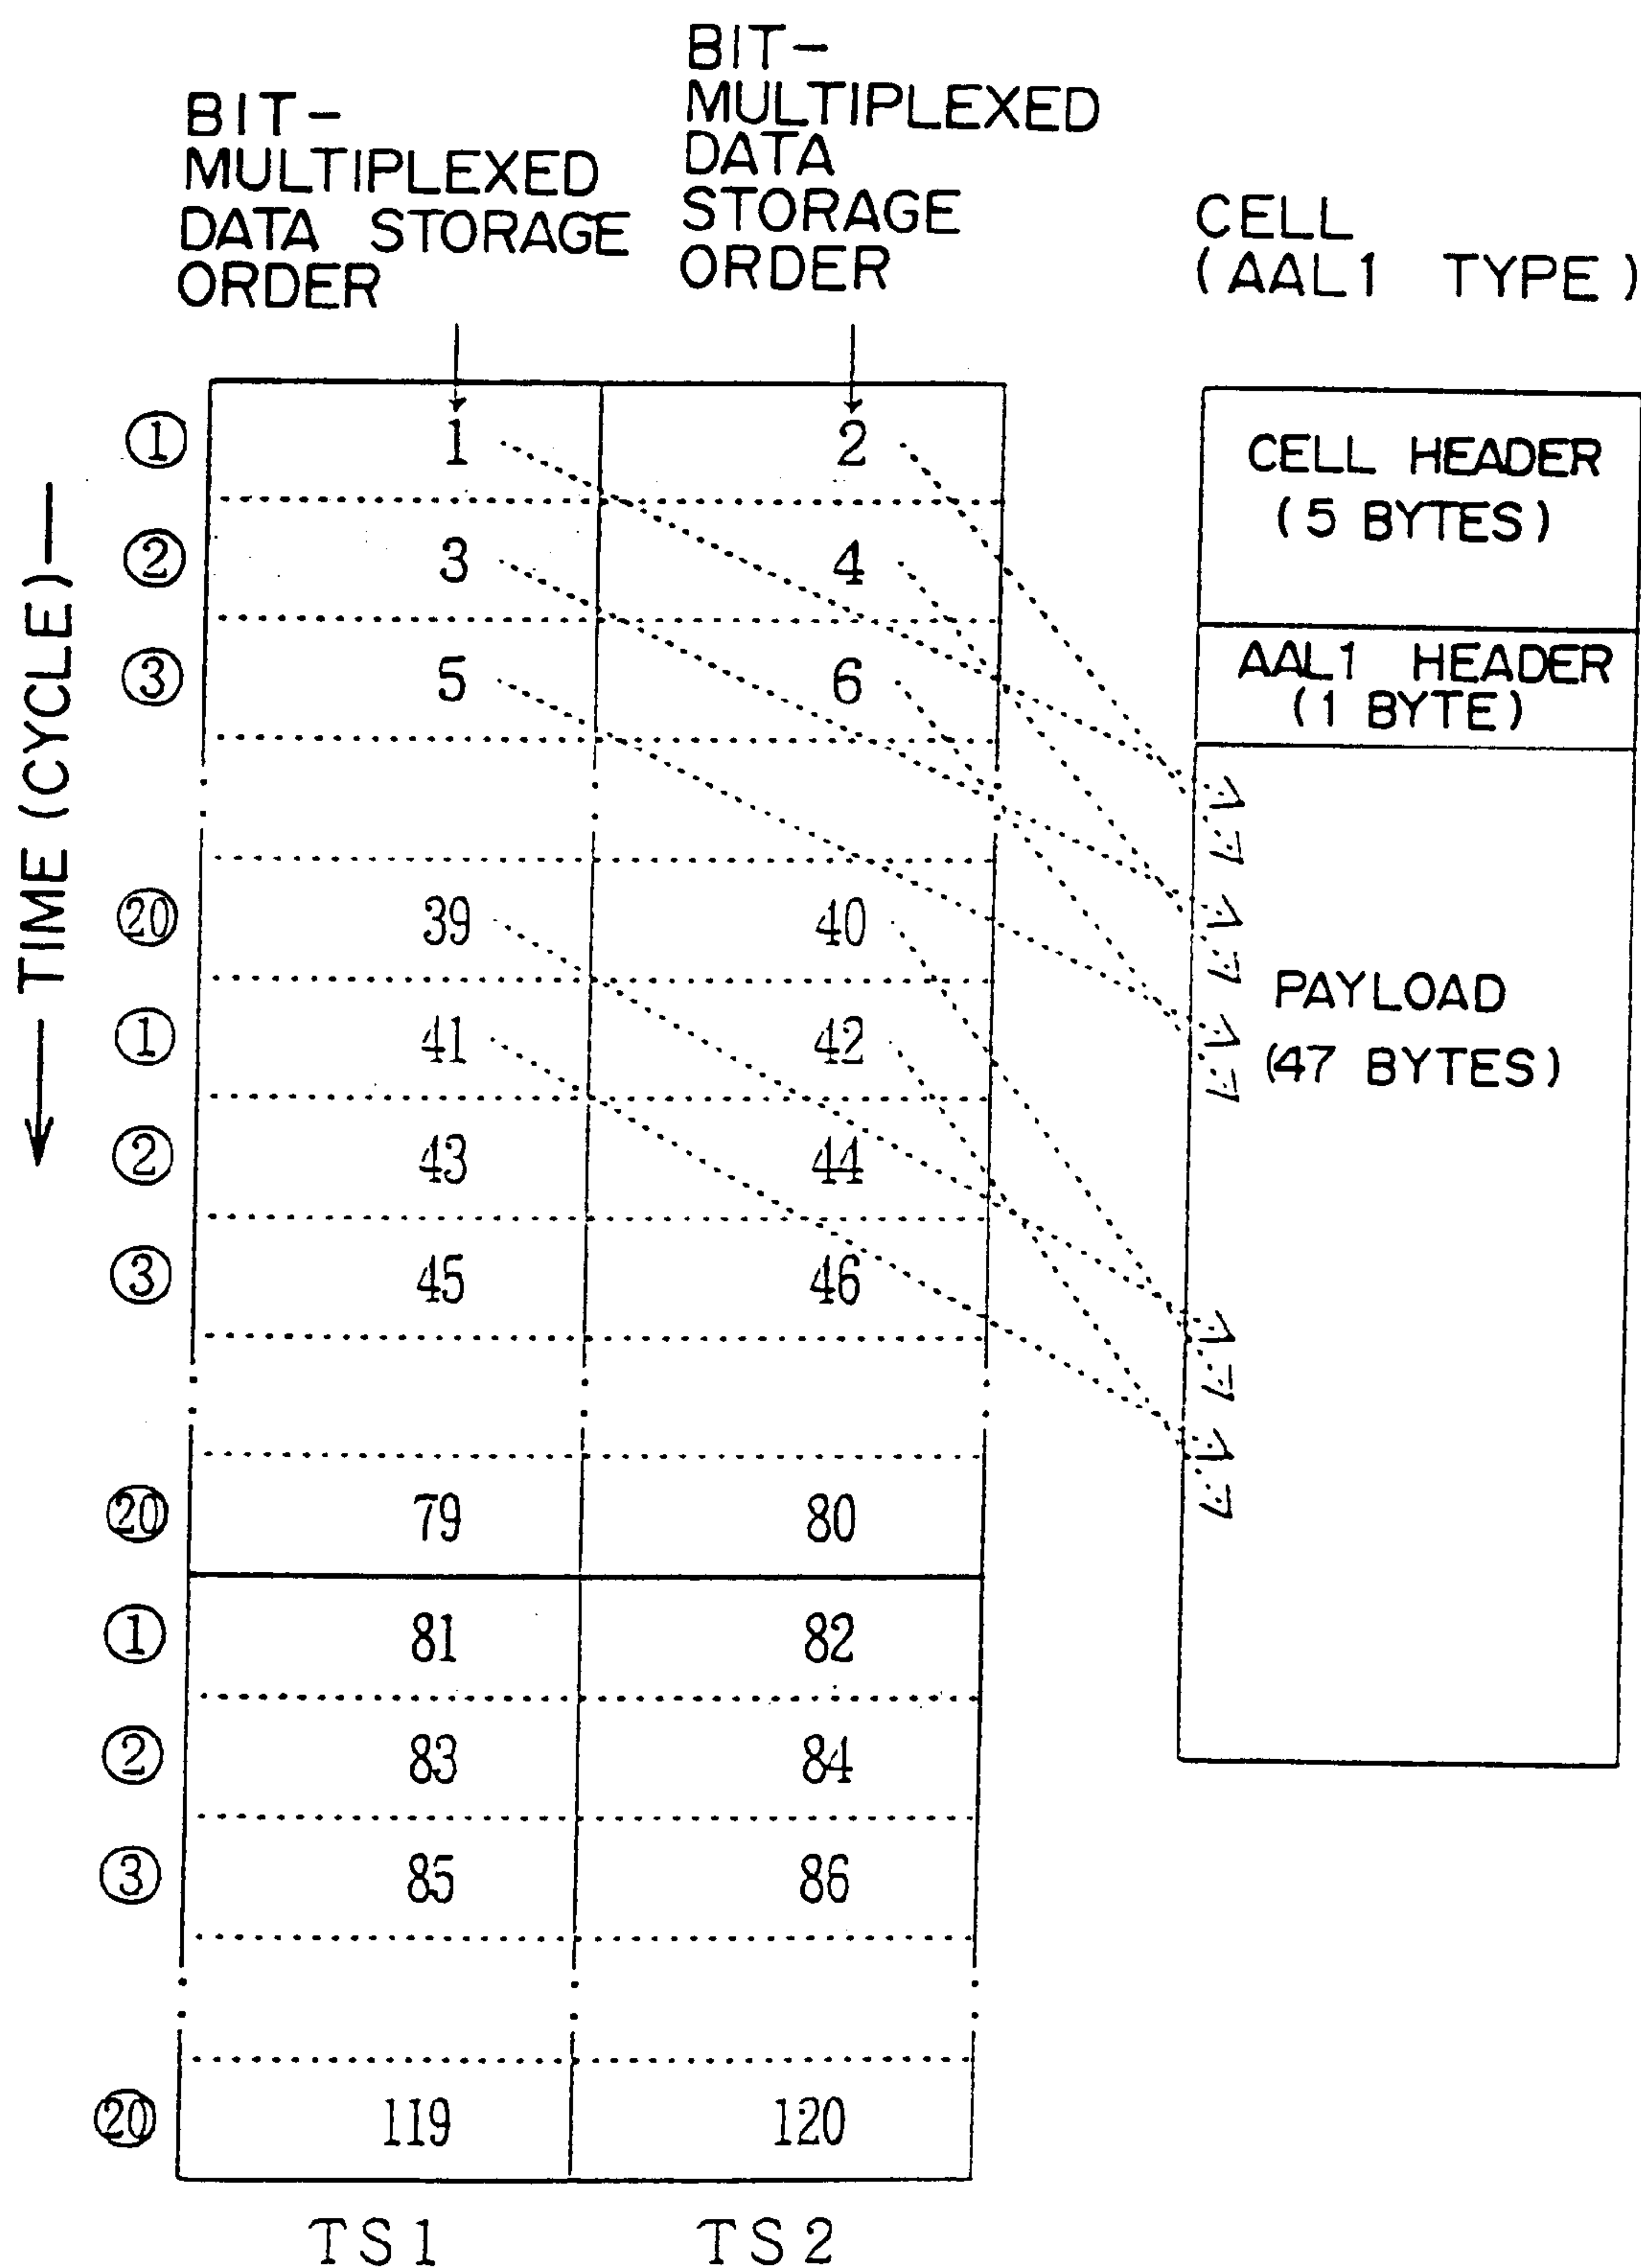 BIT-
MULTIPLEXED
DATA STORAGE
ORDER
BIT-
MULTIPLEXED
DATA
STORAGE
ORDER
CELL
(AAL1 TYPE)
TIME (CYCLE)
① 1 2
② 3 4
③ 5 6
⑳ 39 40
① 41 42
② 43 44
③ 45 46
⑳ 79 80
① 81 82
② 83 84
③ 85 86
⑳ 119 120
TS1 TS2
CELL HEADER
(5 BYTES)
AAL1 HEADER
(1 BYTE)
PAYLOAD
(47 BYTES)